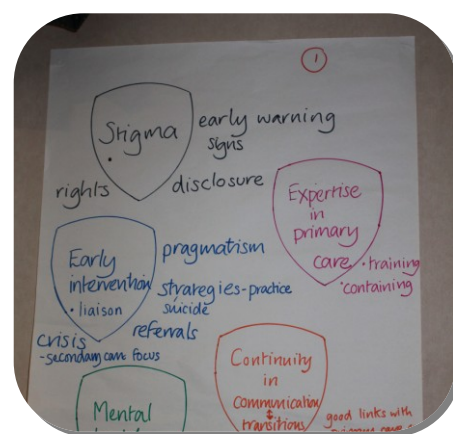 1
Stigma
early warning
signs
rights
disclosure
Expertise
in
primary
care
• training
• containing
Early
intervention
• liaison
pragmatism
strategies - practice
suicide
referrals
crisis
- secondary care focus
Continuity
in
Communication
transitions
good links with
Mental